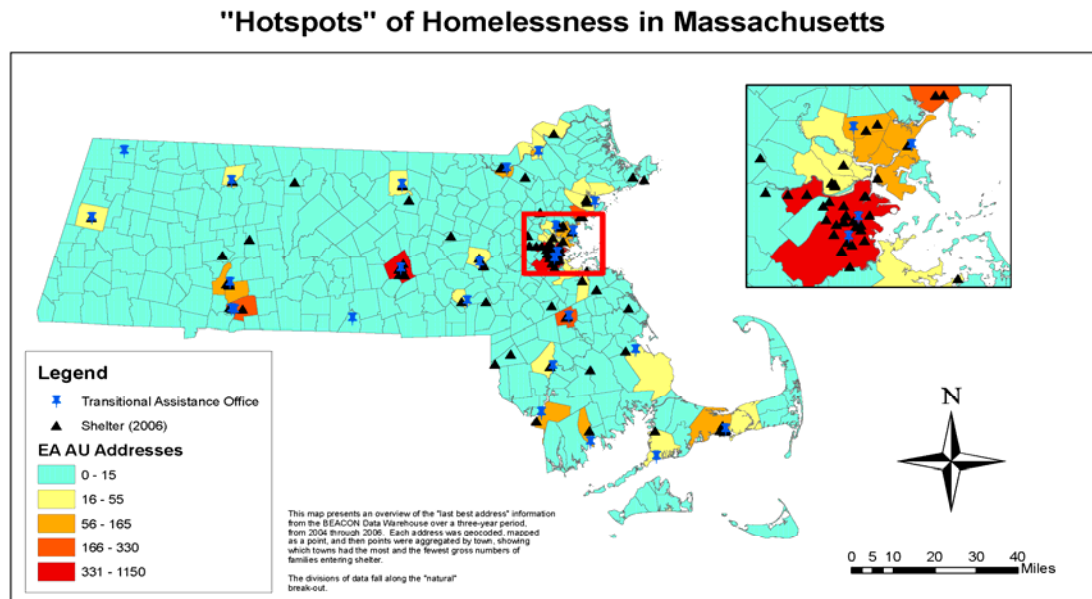 "Hotspots" of Homelessness in Massachusetts
Legend
Transitional Assistance Office
Shelter (2006)
EA AU Addresses
0 - 15
16 - 55
56 - 165
166 - 330
331 - 1150
This map presents an overview of the "last best address" information
from the BEACON Data Warehouse over a three-year period,
from 2004 through 2006. Each address was geocoded, mapped
as a point, and then points were aggregated by town, showing
which towns had the most and the fewest gross numbers of
families entering shelter.
The divisions of data fall along the "natural"
break-out.
N
0 5 10 20 30 40
Miles